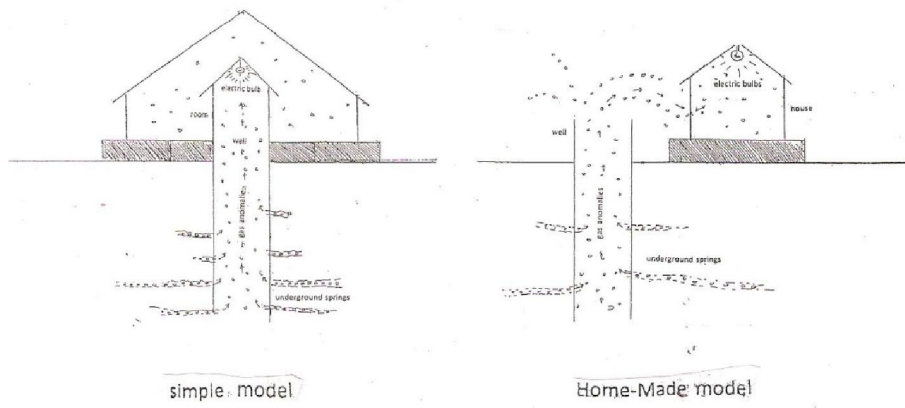 electric bulb
room
well
gas anomalies
underground springs
simple model
electric bulbs
house
well
gas anomalies
underground springs
Home-Made model